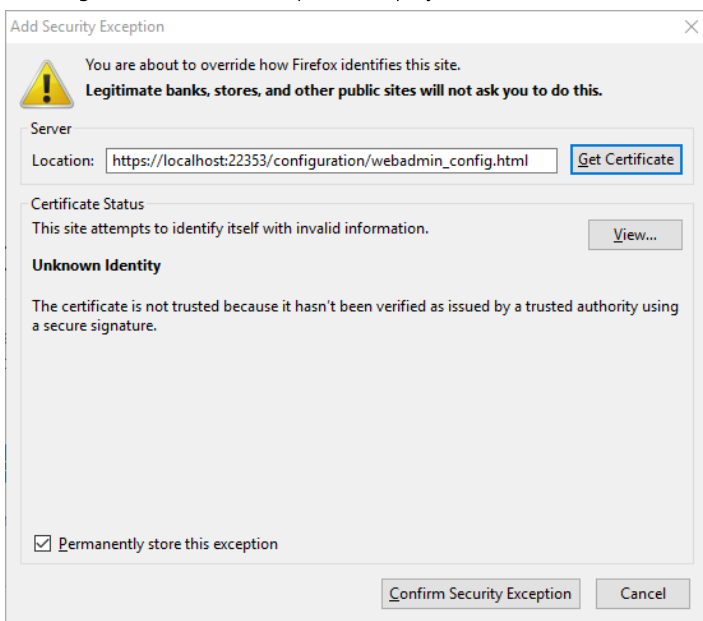 Add Security Exception
You are about to override how Firefox identifies this site.
Legitimate banks, stores, and other public sites will not ask you to do this.
Server
Location: https://localhost:22353/configuration/webadmin_config.html Get Certificate
Certificate Status
This site attempts to identify itself with invalid information. View...
Unknown Identity
The certificate is not trusted because it hasn't been verified as issued by a trusted authority using
a secure signature.
Permanently store this exception
Confirm Security Exception Cancel